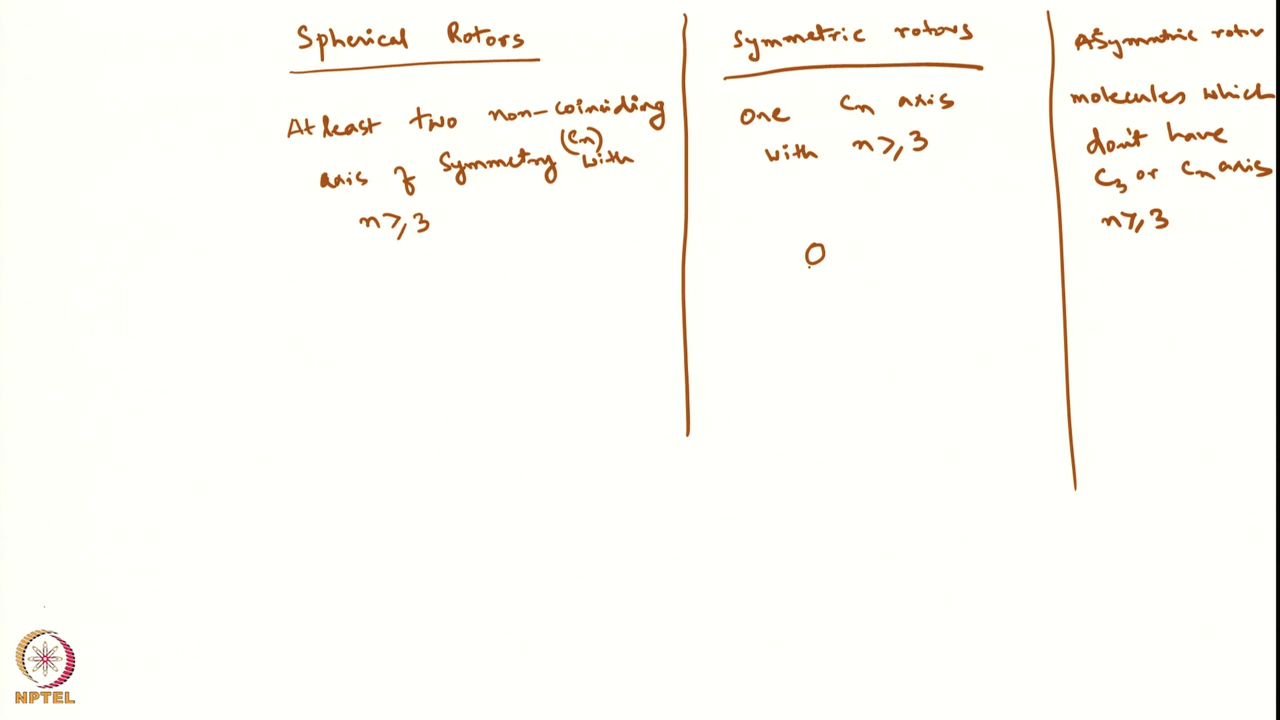 Spherical Rotors
At least two non-coinciding
axis of symmetry (Cn) with
n ≥ 3
Symmetric rotors
One Cn axis
with n ≥ 3
O
Asymmetric rotor
molecules which
don't have
C3 or Cn axis
n ≥ 3
NPTEL